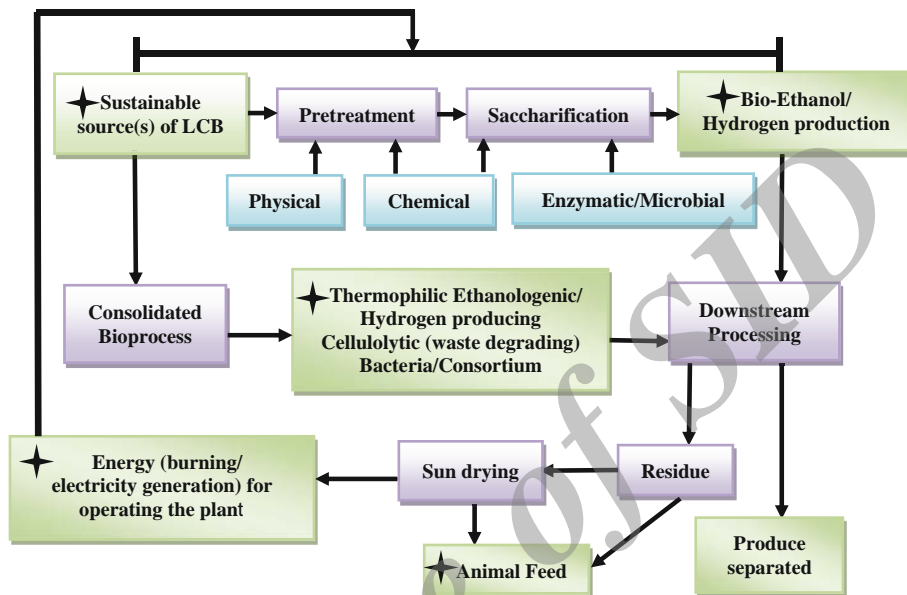 Sustainable
source(s) of LCB
Pretreatment
Saccharification
Bio-Ethanol/
Hydrogen production
Physical
Chemical
Enzymatic/Microbial
Consolidated
Bioprocess
Thermophilic Ethanologenic/
Hydrogen producing
Cellulolytic (waste degrading)
Bacteria/Consortium
Downstream
Processing
Energy (burning/
electricity generation) for
operating the plant
Sun drying
Residue
Animal Feed
Produce
separated
of SID